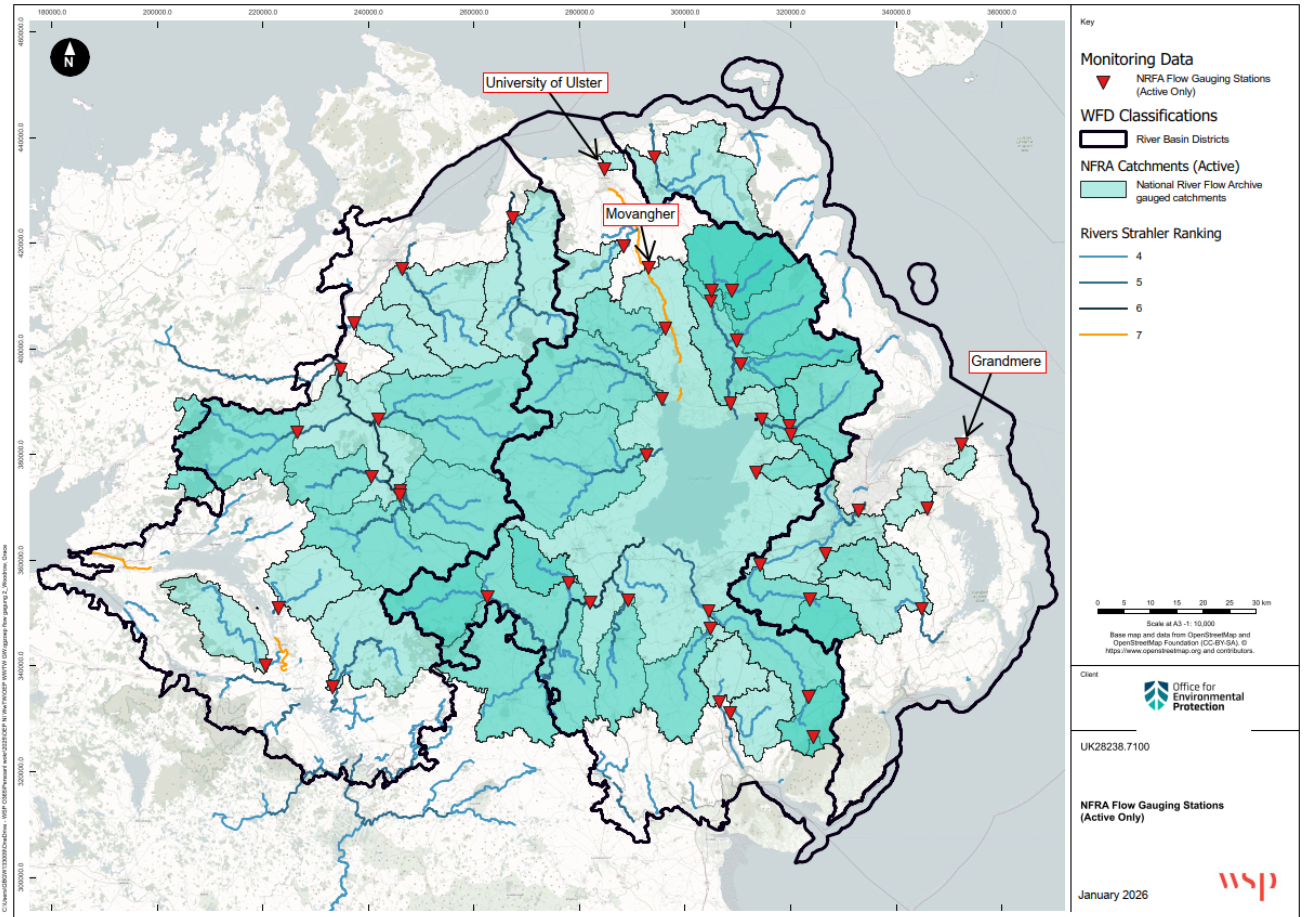 180000.0 200000.0 220000.0 240000.0 260000.0 280000.0 300000.0 320000.0 340000.0 360000.0
460000.0
440000.0
420000.0
400000.0
380000.0
360000.0
340000.0
320000.0
300000.0
N
University of Ulster
Movangher
Grandmere
Key
Monitoring Data
NRFA Flow Gauging Stations
(Active Only)
WFD Classifications
River Basin Districts
NFRA Catchments (Active)
National River Flow Archive
gauged catchments
Rivers Strahler Ranking
4
5
6
7
0 5 10 15 20 25 30 km
Scale at A3 -1: 10,000
Base map and data from OpenStreetMap and
OpenStreetMap Foundation (CC-BY-SA). ©
https://www.openstreetmap.org and contributors.
Client
Office for
Environmental
Protection
UK28238.7100
NFRA Flow Gauging Stations
(Active Only)
January 2026
wsp